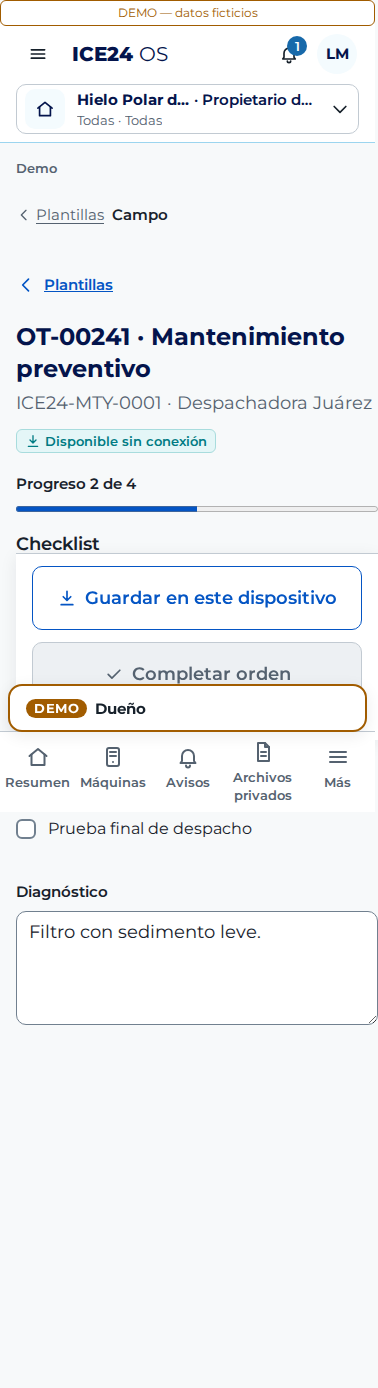 DEMO — datos ficticios
ICE24 OS
1
LM
Hielo Polar d... · Propietario d...
Todas · Todas
Demo
Plantillas Campo
Plantillas
OT-00241 · Mantenimiento
preventivo
ICE24-MTY-0001 · Despachadora Juárez
Disponible sin conexión
Progreso 2 de 4
Checklist
Guardar en este dispositivo
Completar orden
DEMO Dueño
Resumen
Máquinas
Avisos
Archivos
privados
Más
Prueba final de despacho
Diagnóstico
Filtro con sedimento leve.